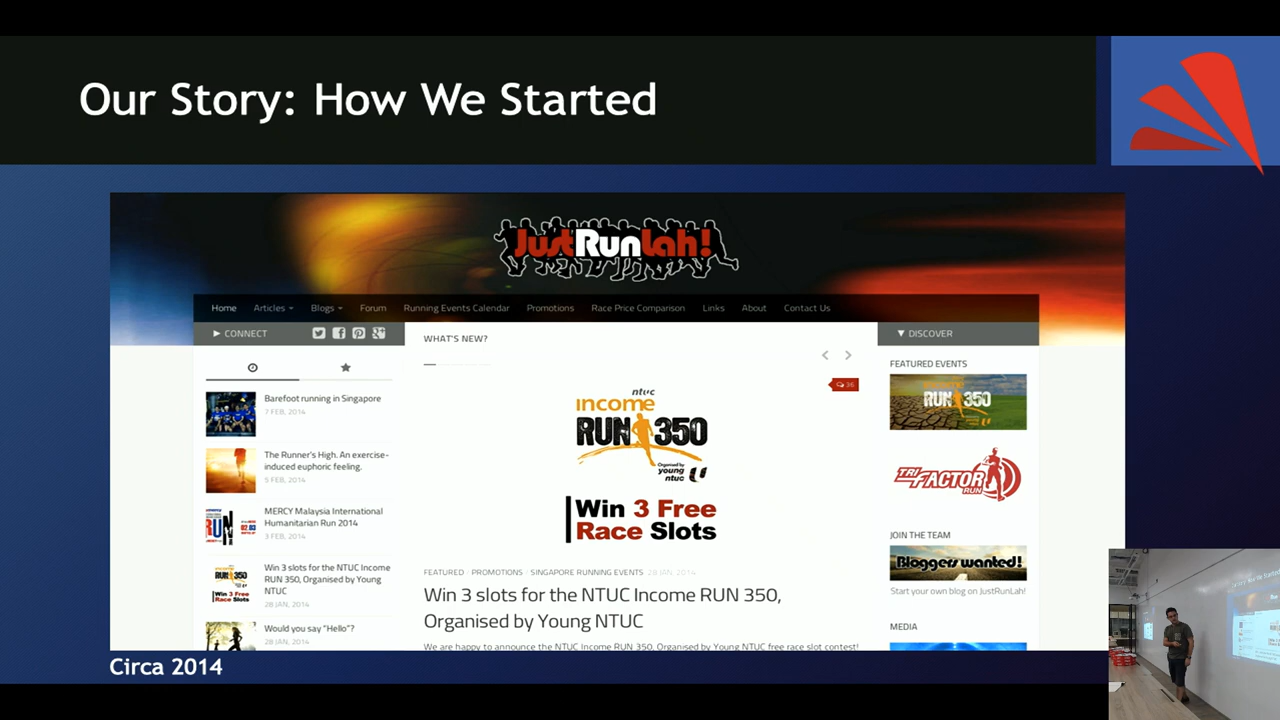 Our Story: How We Started
JustRunLah!
Home Articles Blogs Forum Running Events Calendar Promotions Race Price Comparison Links About Contact Us
CONNECT
Barefoot running in Singapore
7 FEB, 2014
The Runner's High. An exercise-
induced euphoric feeling.
5 FEB, 2014
MERCY Malaysia International
Humanitarian Run 2014
3 FEB, 2014
Win 3 slots for the NTUC Income
RUN 350, Organised by Young
NTUC
28 JAN, 2014
Would you say "Hello"?
28 JAN, 2014
WHAT'S NEW?
36
ntuc
income
RUN 350
Organised by
young
ntuc
Win 3 Free
Race Slots
FEATURED / PROMOTIONS / SINGAPORE RUNNING EVENTS 28 JAN, 2014
Win 3 slots for the NTUC Income RUN 350,
Organised by Young NTUC
We are happy to announce the NTUC Income RUN 350, Organised by Young NTUC free race slot contest!
DISCOVER
FEATURED EVENTS
income
RUN 350
TRI FACTOR
RUN
JOIN THE TEAM
Bloggers wanted!
Start your own blog on JustRunLah!
MEDIA
Circa 2014